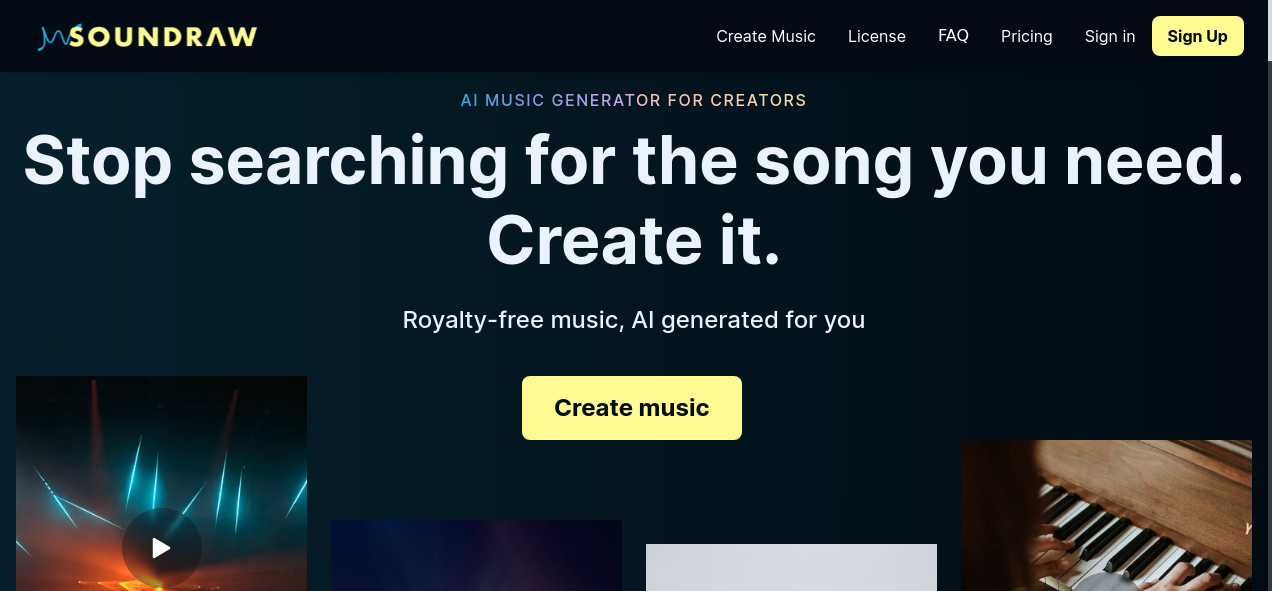 SOUNDRAW
Create Music
License
FAQ
Pricing
Sign in
Sign Up
AI MUSIC GENERATOR FOR CREATORS
Stop searching for the song you need.
Create it.
Royalty-free music, AI generated for you
Create music